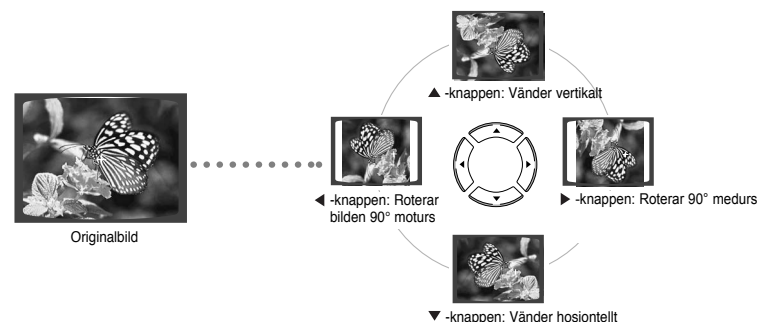 ▲ -knappen: Vänder vertikalt
◀ -knappen: Roterar
bilden 90° moturs
▶ -knappen: Roterar 90° medurs
Originalbild
▼ -knappen: Vänder hosiontellt